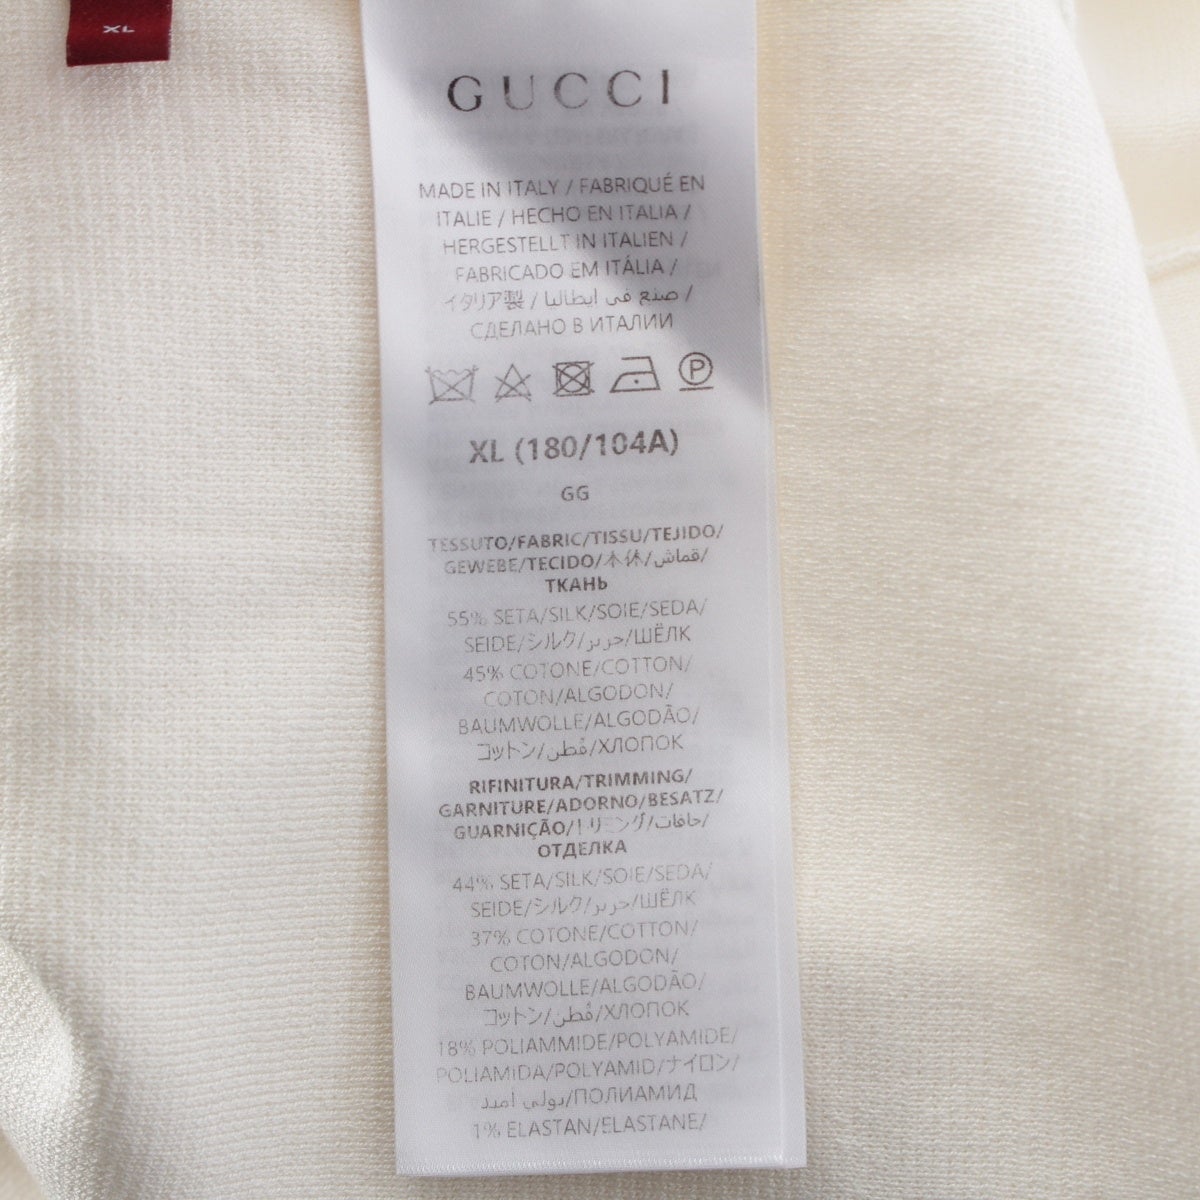 XL
GUCCI
MADE IN ITALY / FABRIQUÉ EN
ITALIE / HECHO EN ITALIA /
HERGESTELLT IN ITALIEN /
FABRICADO EM ITÁLIA /
イタリア製 / صنع في ايطاليا /
СДЕЛАНО В ИТАЛИИ
P
XL (180/104A)
GG
TESSUTO/FABRIC/TISSU/TEJIDO/
GEWEBE/TECIDO/本体/قماش/
ТКАНЬ
55% SETA/SILK/SOIE/SEDA/
SEIDE/シルク/حرير/ШЁЛК
45% COTONE/COTTON/
COTON/ALGODON/
BAUMWOLLE/ALGODÃO/
コットン/قُطن/ХЛОПОК
RIFINITURA/TRIMMING/
GARNITURE/ADORNO/BESATZ/
GUARNIÇÃO/トリミング/حافات/
ОТДЕЛКА
44% SETA/SILK/SOIE/SEDA/
SEIDE/シルク/حرير/ШЁЛК
37% COTONE/COTTON/
COTON/ALGODON/
BAUMWOLLE/ALGODÃO/
コットン/قُطن/ХЛОПОК
18% POLIAMMIDE/POLYAMIDE/
POLIAMIDA/POLYAMID/ナイロン/
بولي أميد/ПОЛИАМИД
1% ELASTAN/ELASTANE/